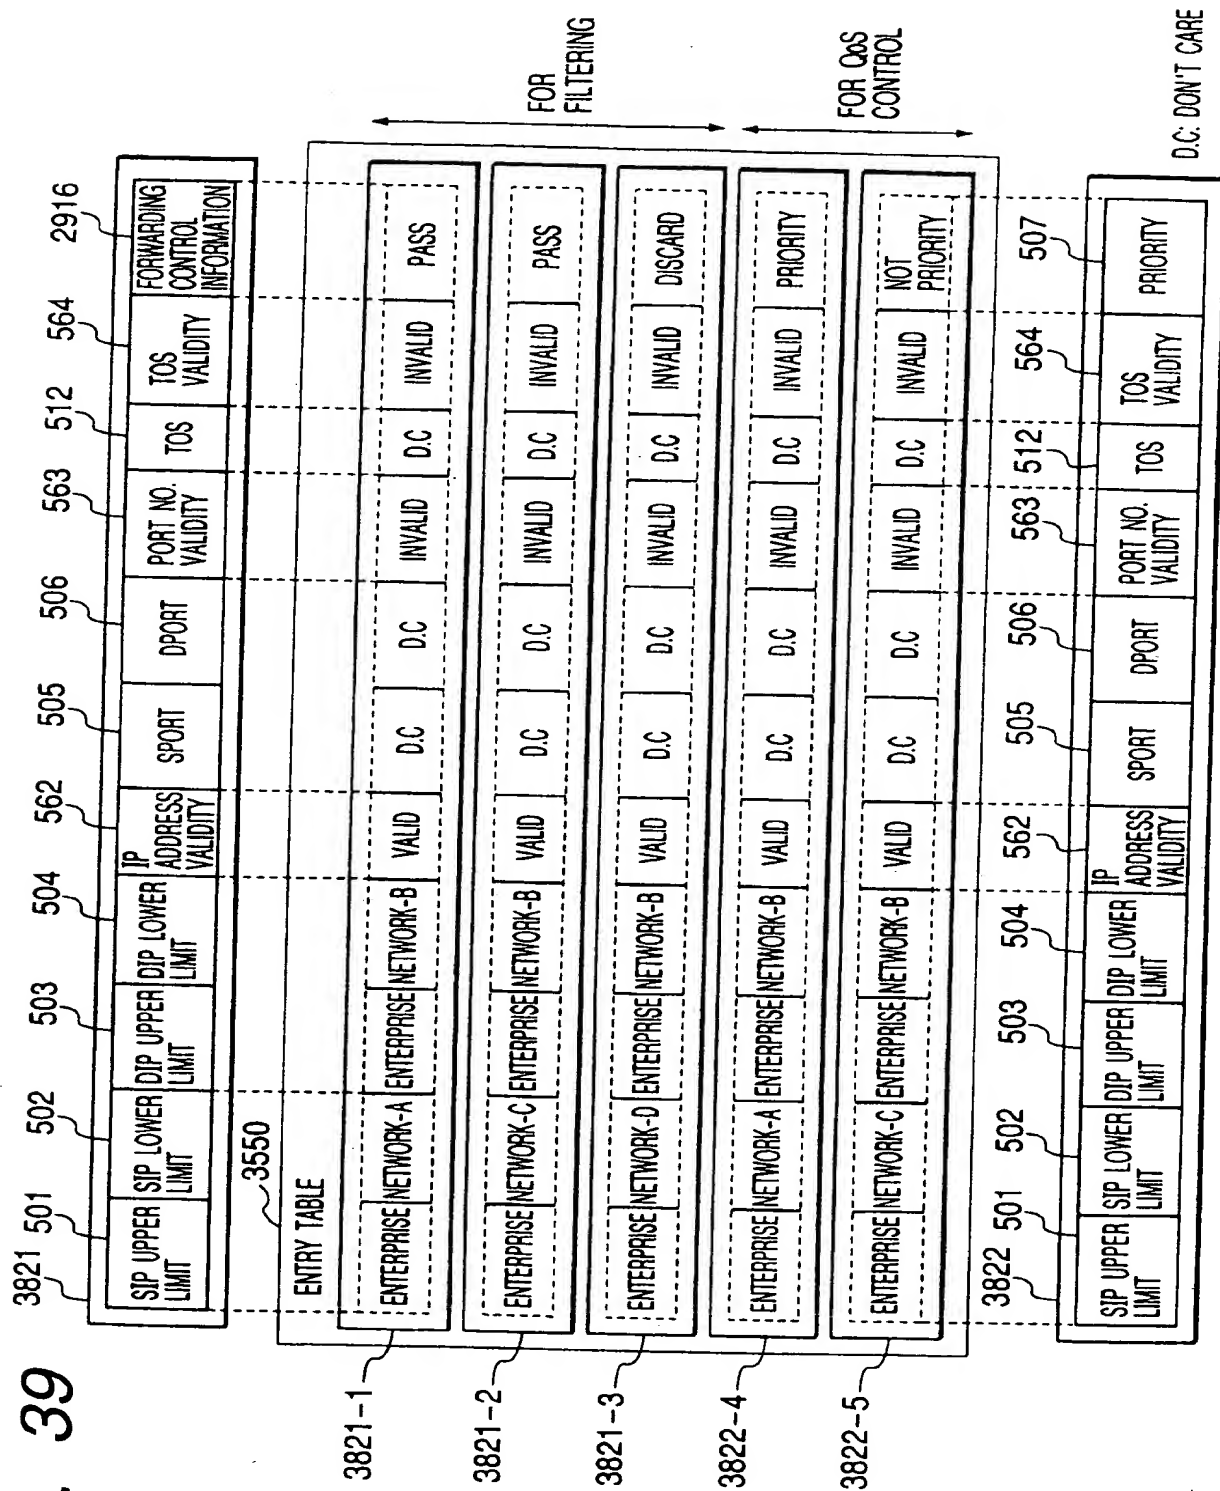 39
3821
501
502
503
504
562
505
506
563
512
564
2916
SIP UPPER
LIMIT
SIP LOWER
LIMIT
DIP UPPER
LIMIT
DIP LOWER
LIMIT
IP
ADDRESS
VALIDITY
SPORT
DPORT
PORT NO.
VALIDITY
TOS
TOS
VALIDITY
FORWARDING
CONTROL
INFORMATION
3550
ENTRY TABLE
3821-1
ENTERPRISE NETWORK-A ENTERPRISE NETWORK-B VALID D.C D.C INVALID D.C INVALID PASS
3821-2
ENTERPRISE NETWORK-C ENTERPRISE NETWORK-B VALID D.C D.C INVALID D.C INVALID PASS
3821-3
ENTERPRISE NETWORK-D ENTERPRISE NETWORK-B VALID D.C D.C INVALID D.C INVALID DISCARD
FOR
FILTERING
3822-4
ENTERPRISE NETWORK-A ENTERPRISE NETWORK-B VALID D.C D.C INVALID D.C INVALID PRIORITY
3822-5
ENTERPRISE NETWORK-C ENTERPRISE NETWORK-B VALID D.C D.C INVALID D.C INVALID NOT
PRIORITY
FOR QoS
CONTROL
3822
501
502
503
504
562
505
506
563
512
564
507
SIP UPPER
LIMIT
SIP LOWER
LIMIT
DIP UPPER
LIMIT
DIP LOWER
LIMIT
IP
ADDRESS
VALIDITY
SPORT
DPORT
PORT NO.
VALIDITY
TOS
TOS
VALIDITY
PRIORITY
D.C: DON'T CARE